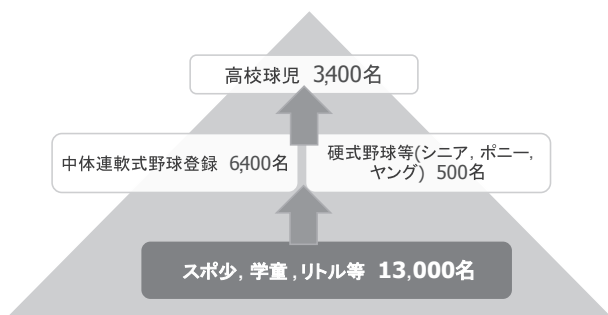 高校球児 3,400名
中体連軟式野球登録 6,400名
硬式野球等(シニア, ポニー,
ヤング) 500名
スポ少, 学童, リトル等 13,000名